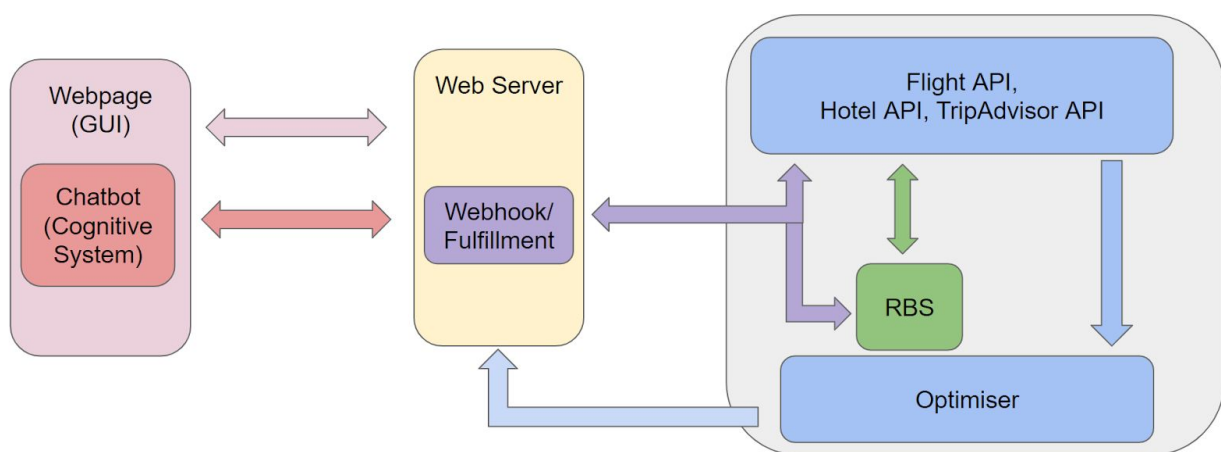 Webpage
(GUI)
Chatbot
(Cognitive
System)
Web Server
Webhook/
Fulfillment
Flight API,
Hotel API, TripAdvisor API
RBS
Optimiser